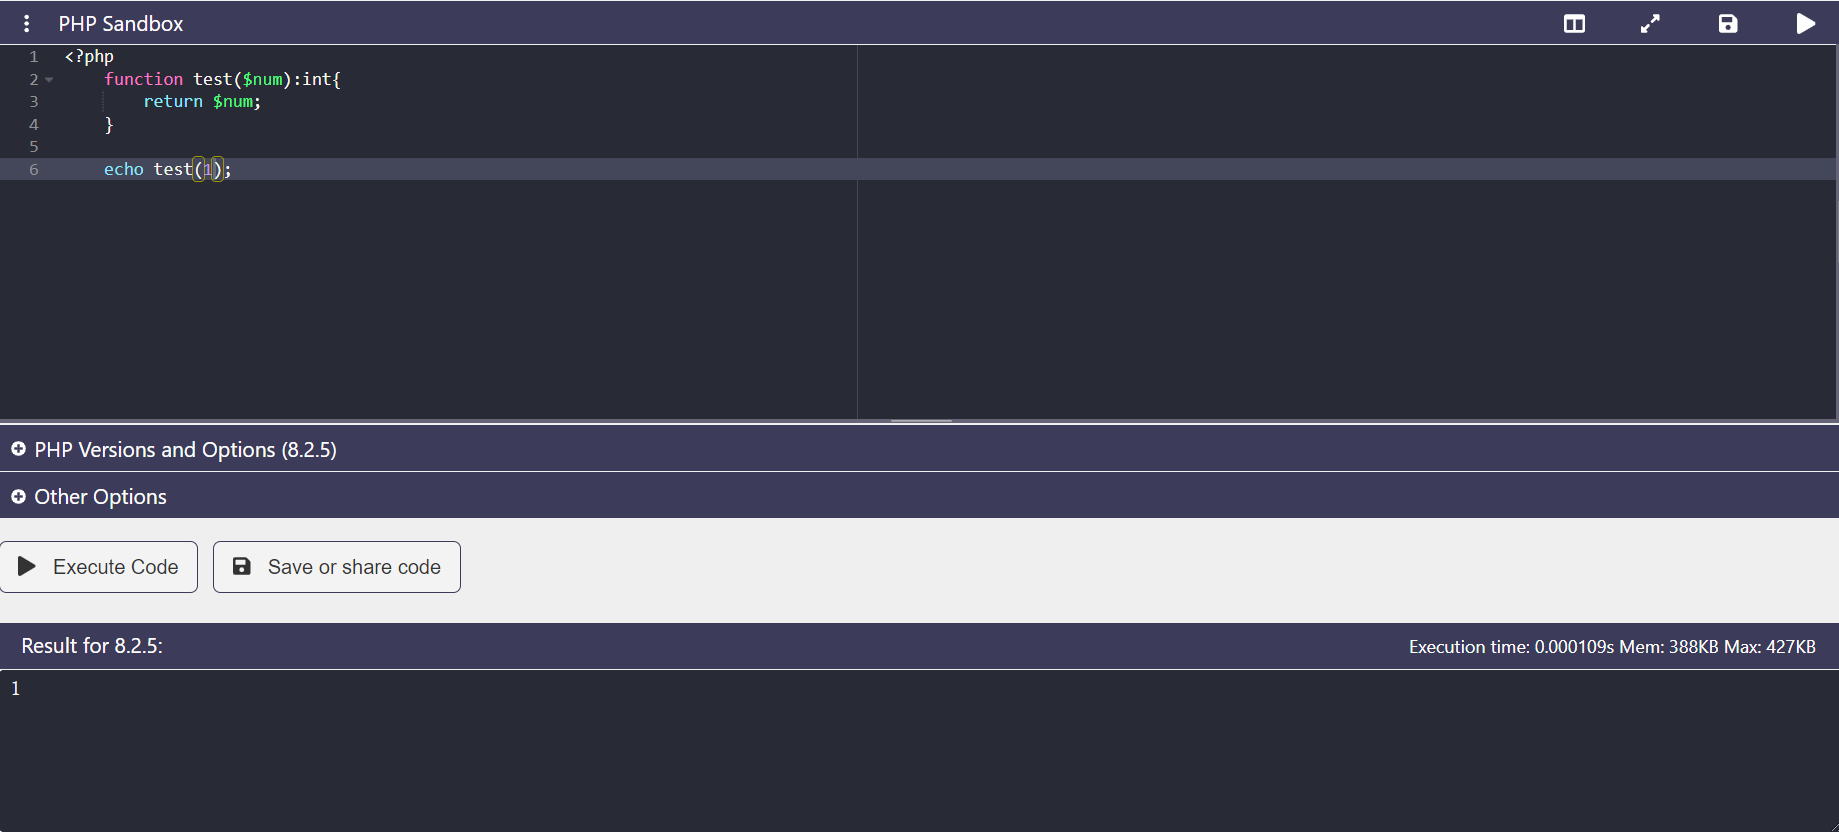 PHP Sandbox
1 <?php
2 function test($num):int{
3 return $num;
4 }
5
6 echo test(1);
PHP Versions and Options (8.2.5)
Other Options
Execute Code Save or share code
Result for 8.2.5: Execution time: 0.000109s Mem: 388KB Max: 427KB
1